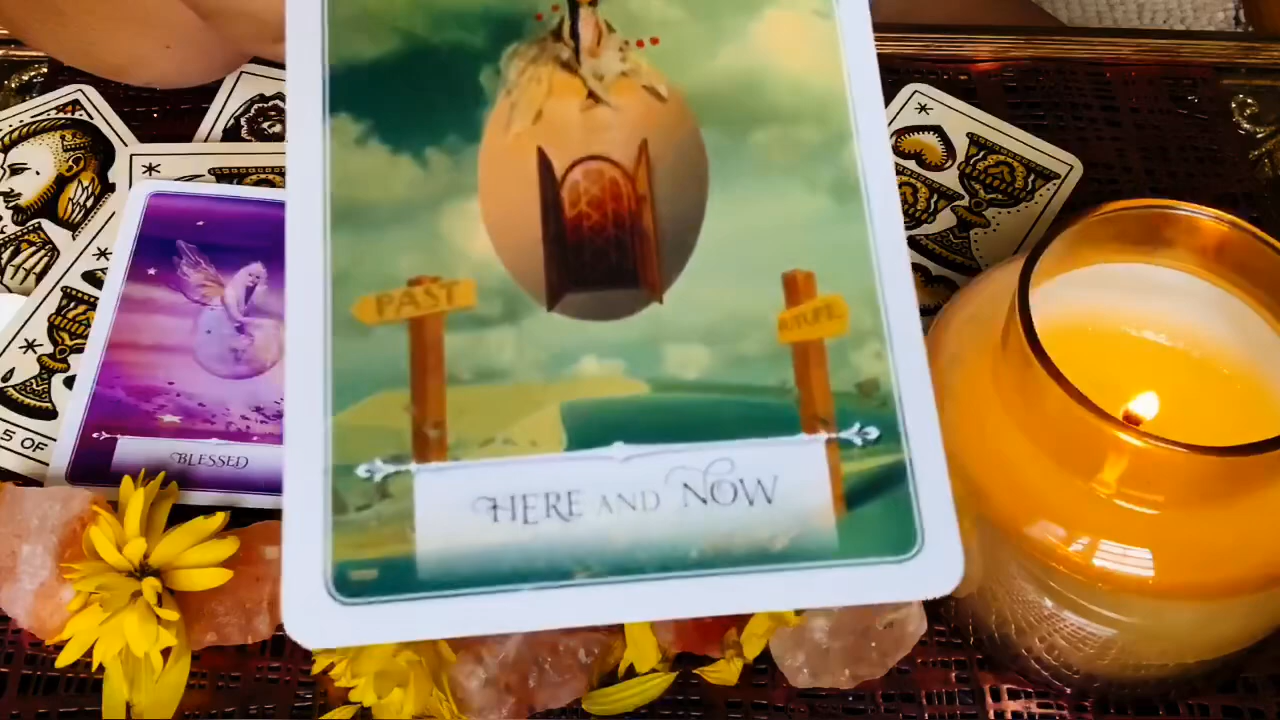 PAST
FUTURE
HERE AND NOW
BLESSED
5 OF